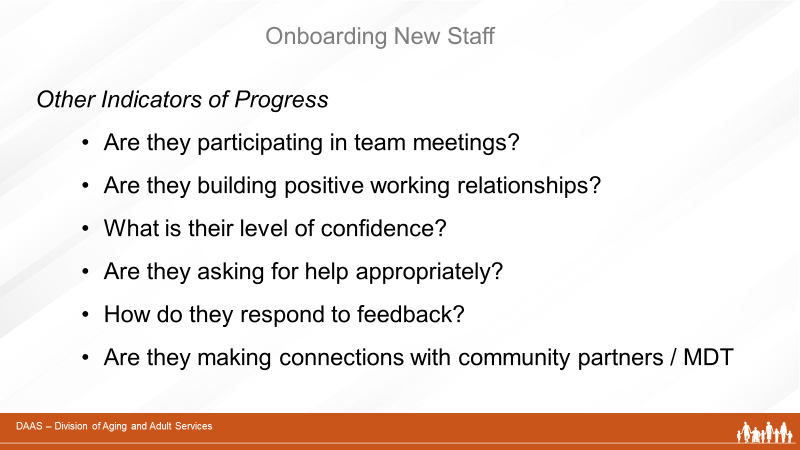 Onboarding New Staff
Other Indicators of Progress
• Are they participating in team meetings?
• Are they building positive working relationships?
• What is their level of confidence?
• Are they asking for help appropriately?
• How do they respond to feedback?
• Are they making connections with community partners / MDT
DAAS – Division of Aging and Adult Services